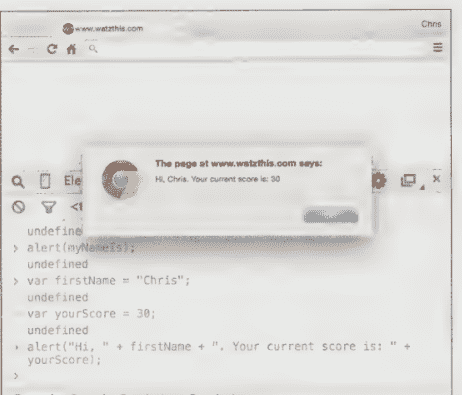 www.watzthis.com
Chris
The page at www.watzthis.com says:
Hi, Chris. Your current score is: 30
Ele
<t
undefine
> alert(myNameIs);
undefined
> var firstName = "Chris";
undefined
var yourScore = 30;
undefined
> alert("Hi, " + firstName + ". Your current score is: " +
yourScore);
>